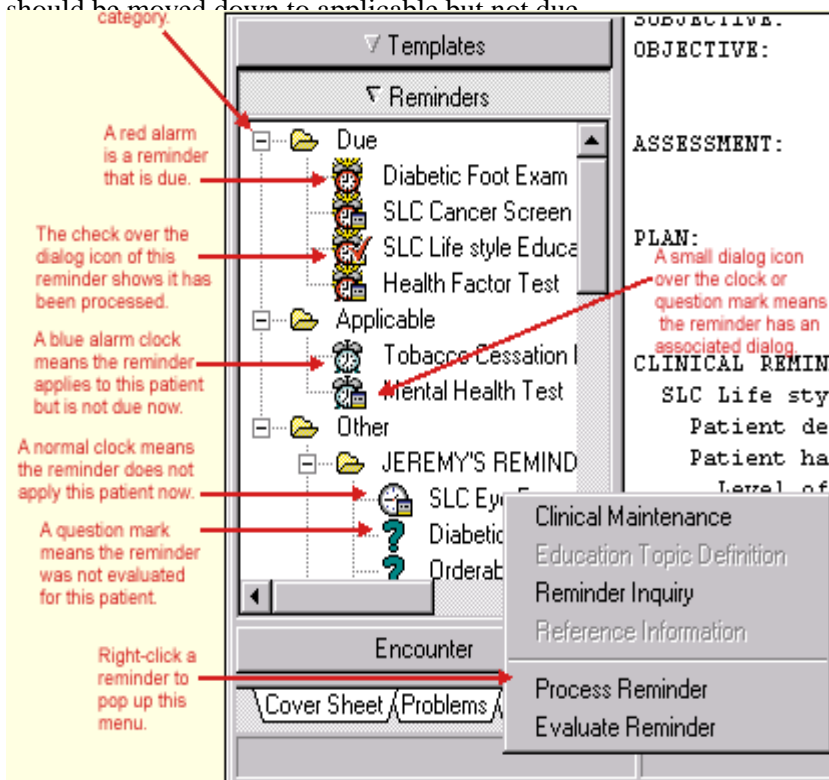 should be moved down to applicable but not due
category.
A red alarm
is a reminder
that is due.
The check over the
dialog icon of this
reminder shows it has
been processed.
A blue alarm clock
means the reminder
applies to this patient
but is not due now.
A normal clock means
the reminder does not
apply this patient now.
A question mark
means the reminder
was not evaluated
for this patient.
Right-click a
reminder to
pop up this
menu.
Templates
Reminders
Due
Diabetic Foot Exam
SLC Cancer Screen
SLC Life style Educa
Health Factor Test
Applicable
Tobacco Cessation
Mental Health Test
Other
JEREMY'S REMIND
SLC Eye
Diabetic
Orderab
Encounter
Cover Sheet Problems
SUBJECTIVE:
OBJECTIVE:
ASSESSMENT:
PLAN:
A small dialog icon
over the clock or
question mark means
the reminder has an
associated dialog.
CLINICAL REMIN
SLC Life sty
Patient de
Patient ha
Level of
Clinical Maintenance
Education Topic Definition
Reminder Inquiry
Reference Information
Process Reminder
Evaluate Reminder